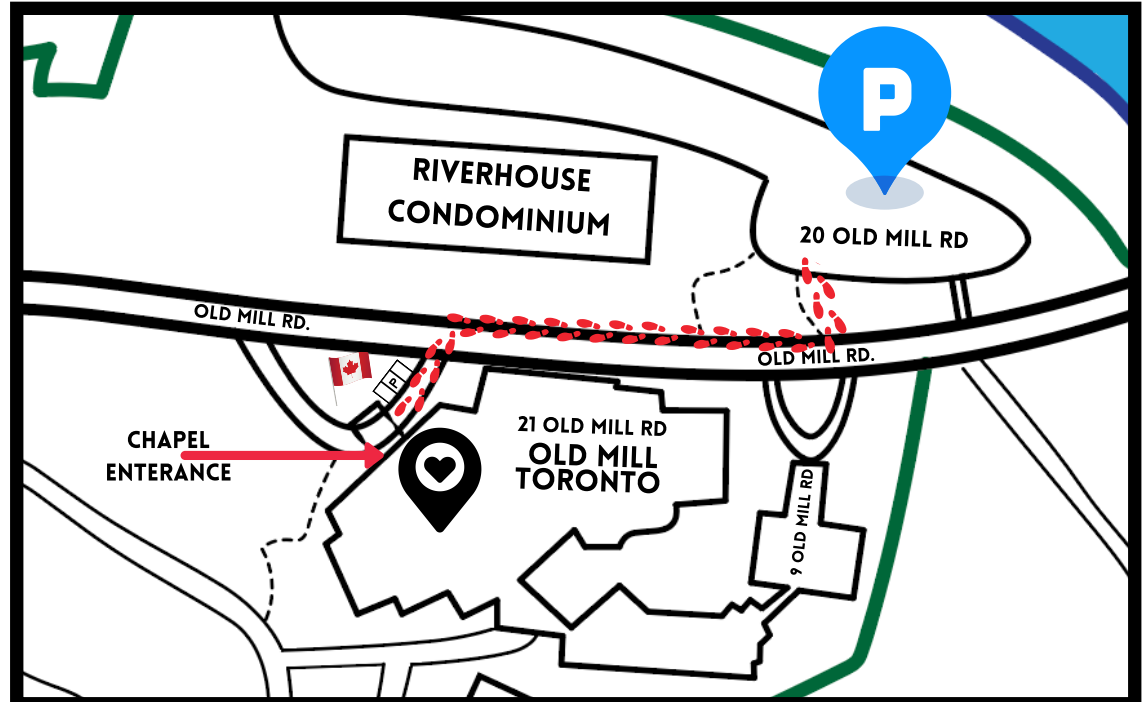 P
RIVERHOUSE
CONDOMINIUM
20 OLD MILL RD
OLD MILL RD.
OLD MILL RD.
P
21 OLD MILL RD
OLD MILL
TORONTO
CHAPEL
ENTERANCE
9 OLD MILL RD